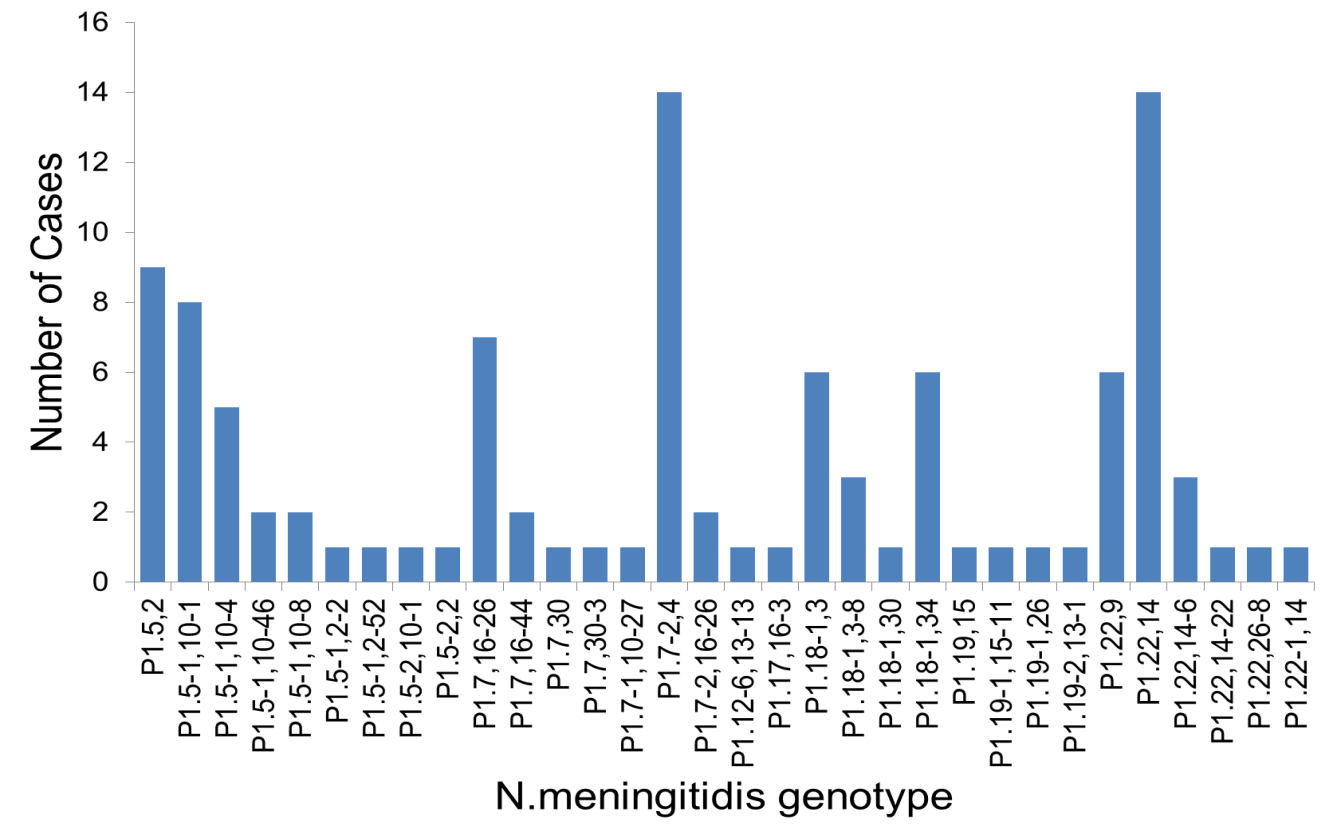 16
14
12
10
8
6
4
2
0
Number of Cases
P1.5,2
P1.5-1,10-1
P1.5-1,10-4
P1.5-1,10-46
P1.5-1,10-8
P1.5-1,2-2
P1.5-1,2-52
P1.5-2,10-1
P1.5-2,2
P1.7,16-26
P1.7,16-44
P1.7,30
P1.7,30-3
P1.7-1,10-27
P1.7-2,4
P1.7-2,16-26
P1.12-6,13-13
P1.17,16-3
P1.18-1,3
P1.18-1,3-8
P1.18-1,30
P1.18-1,34
P1.19,15
P1.19-1,15-11
P1.19-1,26
P1.19-2,13-1
P1.22,9
P1.22,14
P1.22,14-6
P1.22,14-22
P1.22,26-8
P1.22-1,14
N.meningitidis genotype